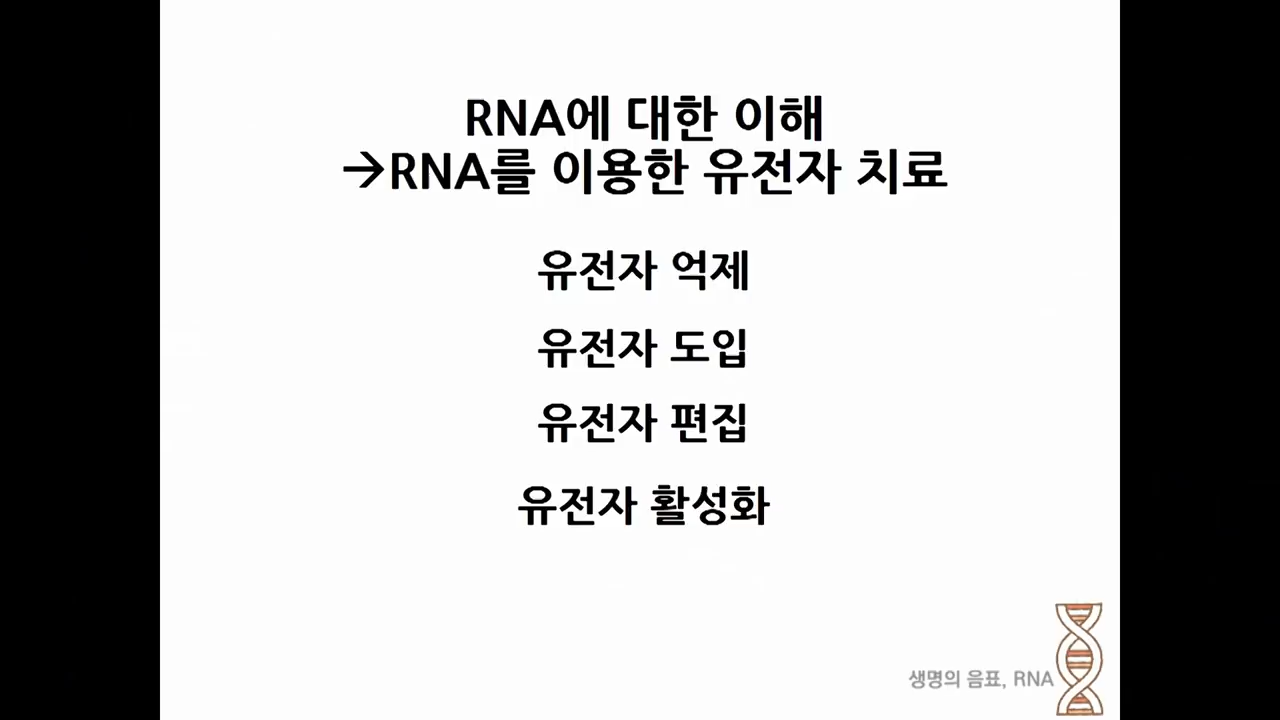 RNA에 대한 이해
→RNA를 이용한 유전자 치료
유전자 억제
유전자 도입
유전자 편집
유전자 활성화
생명의 음표, RNA